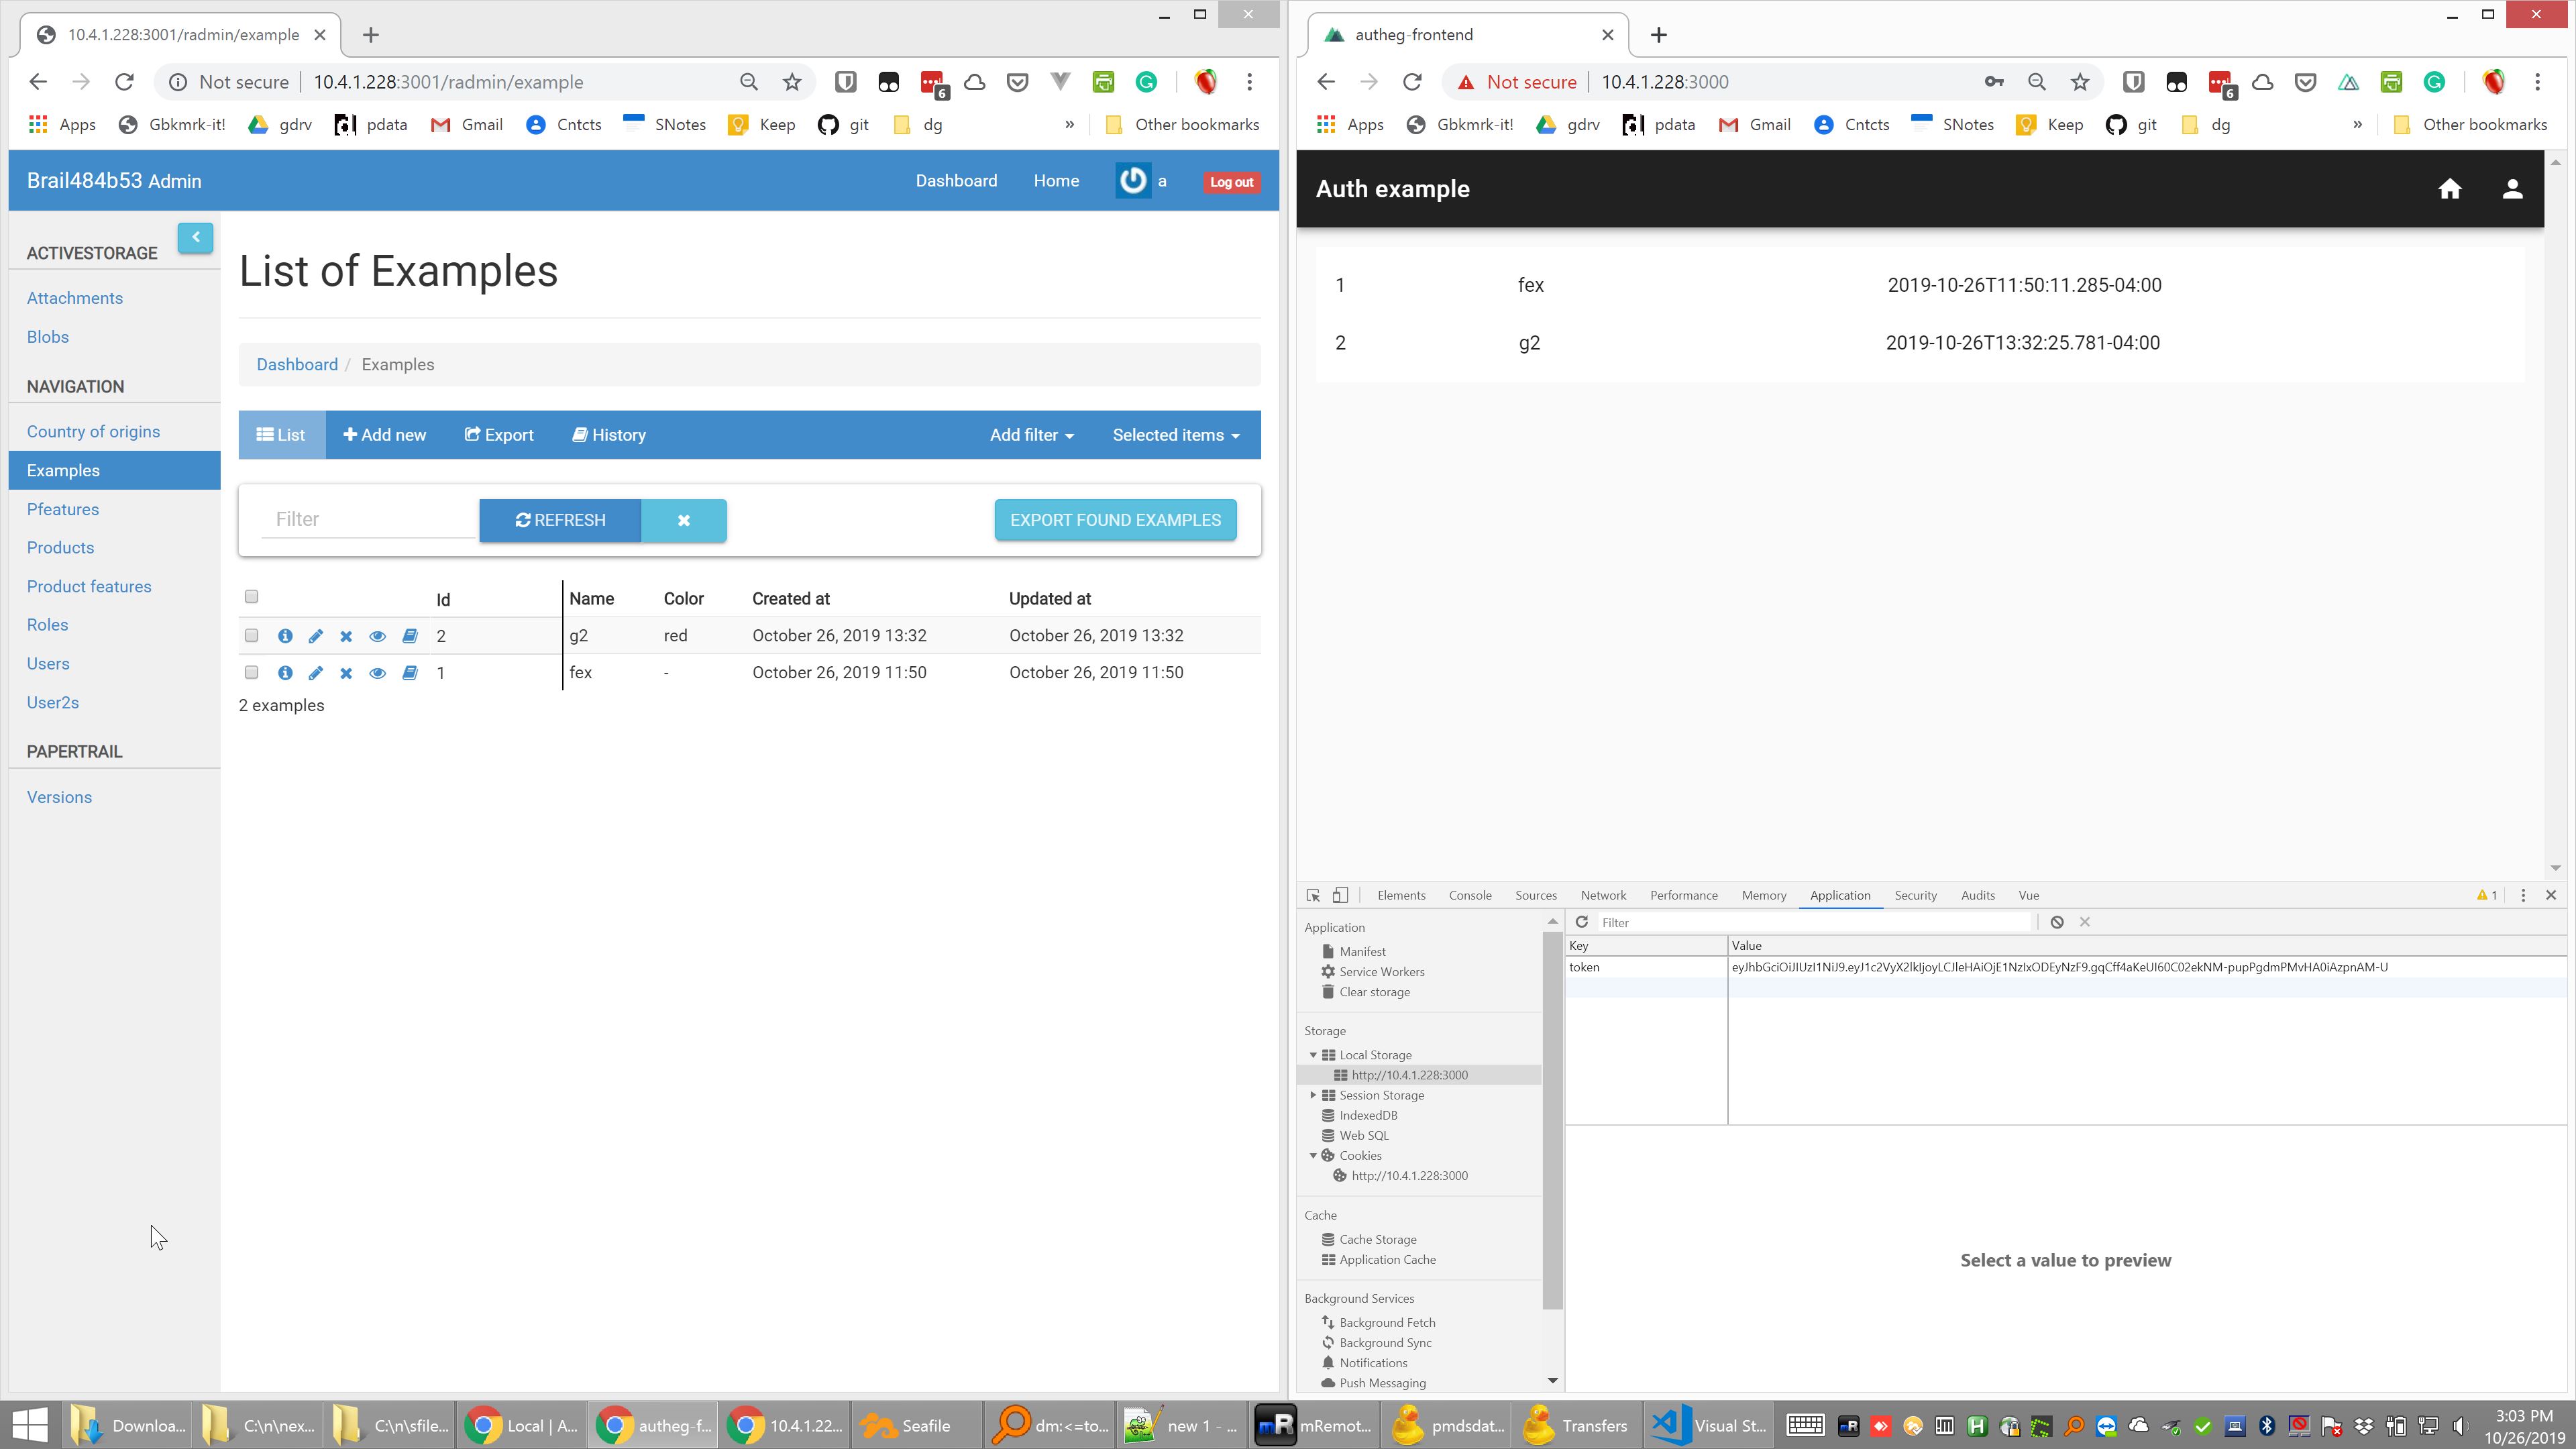 10.4.1.228:3001/radmin/example
Not secure 10.4.1.228:3001/radmin/example
6
Apps Gbkmrk-it! gdrv pdata Gmail Cntcts SNotes Keep git dg » Other bookmarks
Brail484b53 Admin Dashboard Home a Log out
ACTIVESTORAGE
Attachments
Blobs
NAVIGATION
Country of origins
Examples
Pfeatures
Products
Product features
Roles
Users
User2s
PAPERTRAIL
Versions
List of Examples
Dashboard / Examples
List Add new Export History Add filter Selected items
Filter REFRESH EXPORT FOUND EXAMPLES
Id Name Color Created at Updated at
2 g2 red October 26, 2019 13:32 October 26, 2019 13:32
1 fex - October 26, 2019 11:50 October 26, 2019 11:50
2 examples
autheg-frontend
Not secure 10.4.1.228:3000
6
Apps Gbkmrk-it! gdrv pdata Gmail Cntcts SNotes Keep git dg » Other bookmarks
Auth example
1 fex 2019-10-26T11:50:11.285-04:00
2 g2 2019-10-26T13:32:25.781-04:00
Elements Console Sources Network Performance Memory Application Security Audits Vue 1
Application
Manifest
Service Workers
Clear storage
Storage
Local Storage
http://10.4.1.228:3000
Session Storage
IndexedDB
Web SQL
Cookies
http://10.4.1.228:3000
Cache
Cache Storage
Application Cache
Background Services
Background Fetch
Background Sync
Notifications
Push Messaging
Filter
Key Value
token eyJhbGciOiJIUzI1NiJ9.eyJ1c2VyX2lkIjoyLCJleHAiOjE1NzIxODEyNzF9.gqCff4aKeUI60C02ekNM-pupPgdmPMvHA0iAzpnAM-U
Select a value to preview
Downloa... C:\n\nex... C:\n\sfile... Local | A... autheg-f... 10.4.1.22... Seafile dm:<=to... new 1 - ... mRemot... pmdsdat... Transfers Visual St...
3:03 PM
10/26/2019